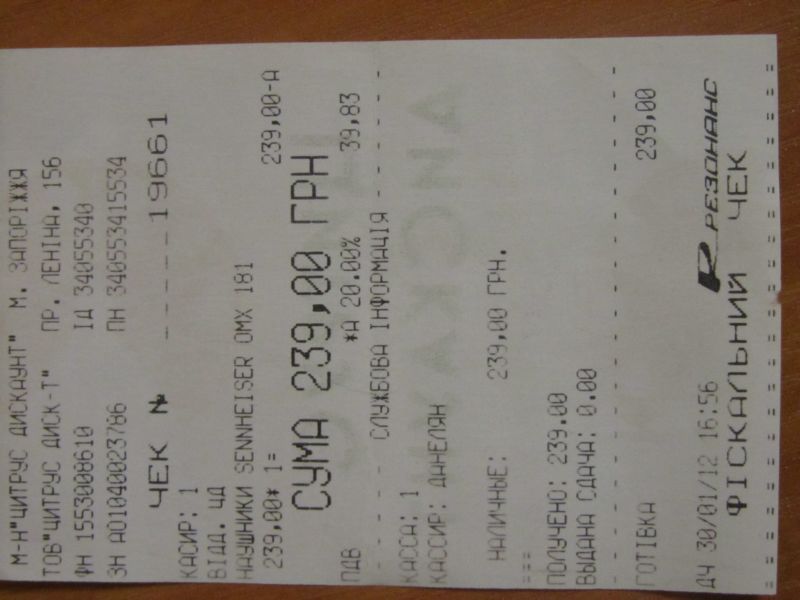 М-Н"ЦИТРУС ДИСКАУНТ" М. ЗАПОРІЖЖЯ
ТОВ"ЦИТРУС ДИСК-Т" ПР. ЛЕНІНА, 156
ФН 1553008610 ІД 34055340
ЗН АО1040023786 ПН 340553415534
ЧЕК № -----19661
КАСИР: 1
ВІДД. ЧД
НАУШНИКИ SENNHEISER OMX 181
239,00* 1= 239,00-А
СУМА 239,00 ГРН
ПДВ *А 20.00% 39,83
- - - - - СЛУЖБОВА ІНФОРМАЦІЯ - - - - - -
КАССА: 1
КАССИР: ДАНЕЛЯН
НАЛИЧНЫЕ: 239,00 ГРН.
===
ПОЛУЧЕНО: 239.00
ВЫДАНА СДАЧА: 0.00
ГОТІВКА 239,00
ДЧ 30/01/12 16:56 РЕЗОНАНС
ФІСКАЛЬНИЙ ЧЕК